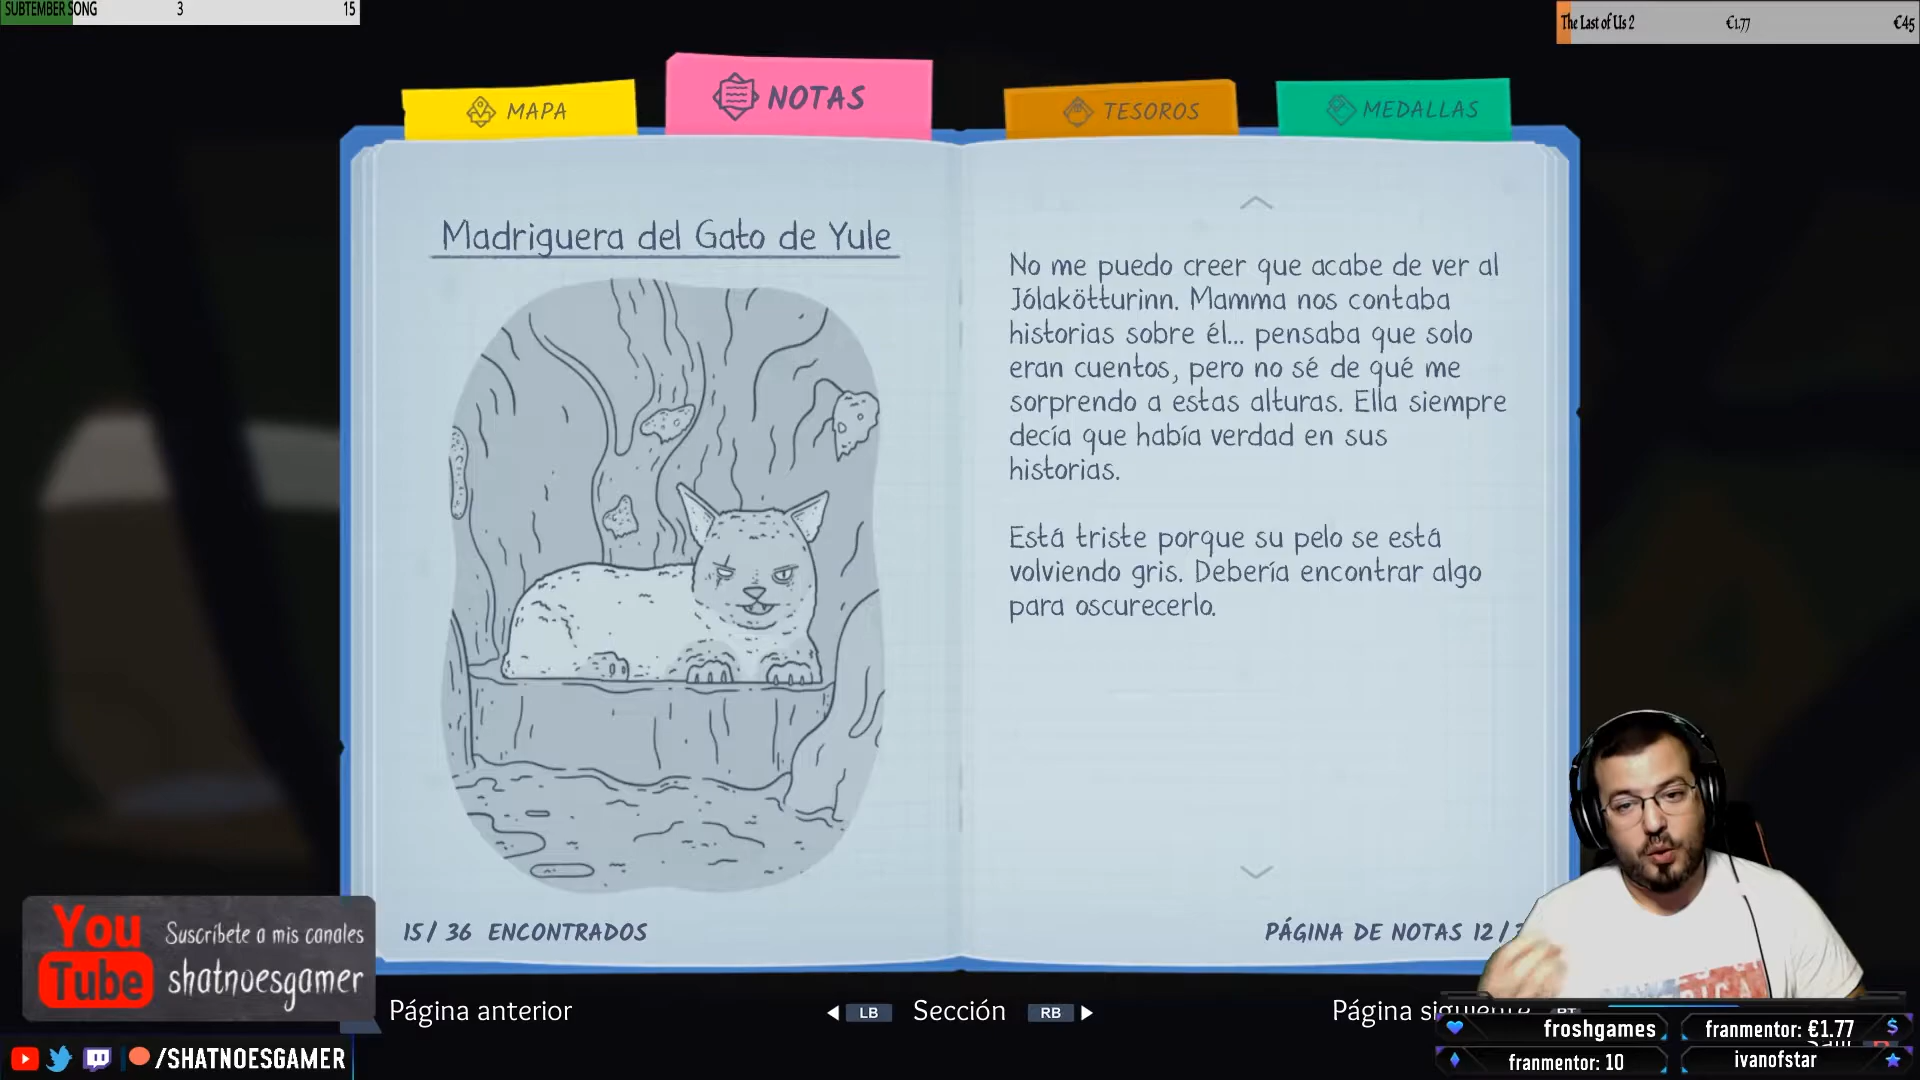 SUBTEMBER SONG 3 15
The Last of Us 2 €1.77 €45
MAPA
NOTAS
TESOROS
MEDALLAS
Madriguera del Gato de Yule
No me puedo creer que acabe de ver al
Jólakötturinn. Mamma nos contaba
historias sobre él... pensaba que solo
eran cuentos, pero no sé de qué me
sorprendo a estas alturas. Ella siempre
decía que había verdad en sus
historias.
Está triste porque su pelo se está
volviendo gris. Debería encontrar algo
para oscurecerlo.
15/ 36 ENCONTRADOS
PÁGINA DE NOTAS 12/
You
Tube
Suscríbete a mis canales
shatnoesgamer
Página anterior
LB Sección RB
Página siguiente
/SHATNOESGAMER
froshgames
franmentor: €1.77
franmentor: 10
ivanofstar